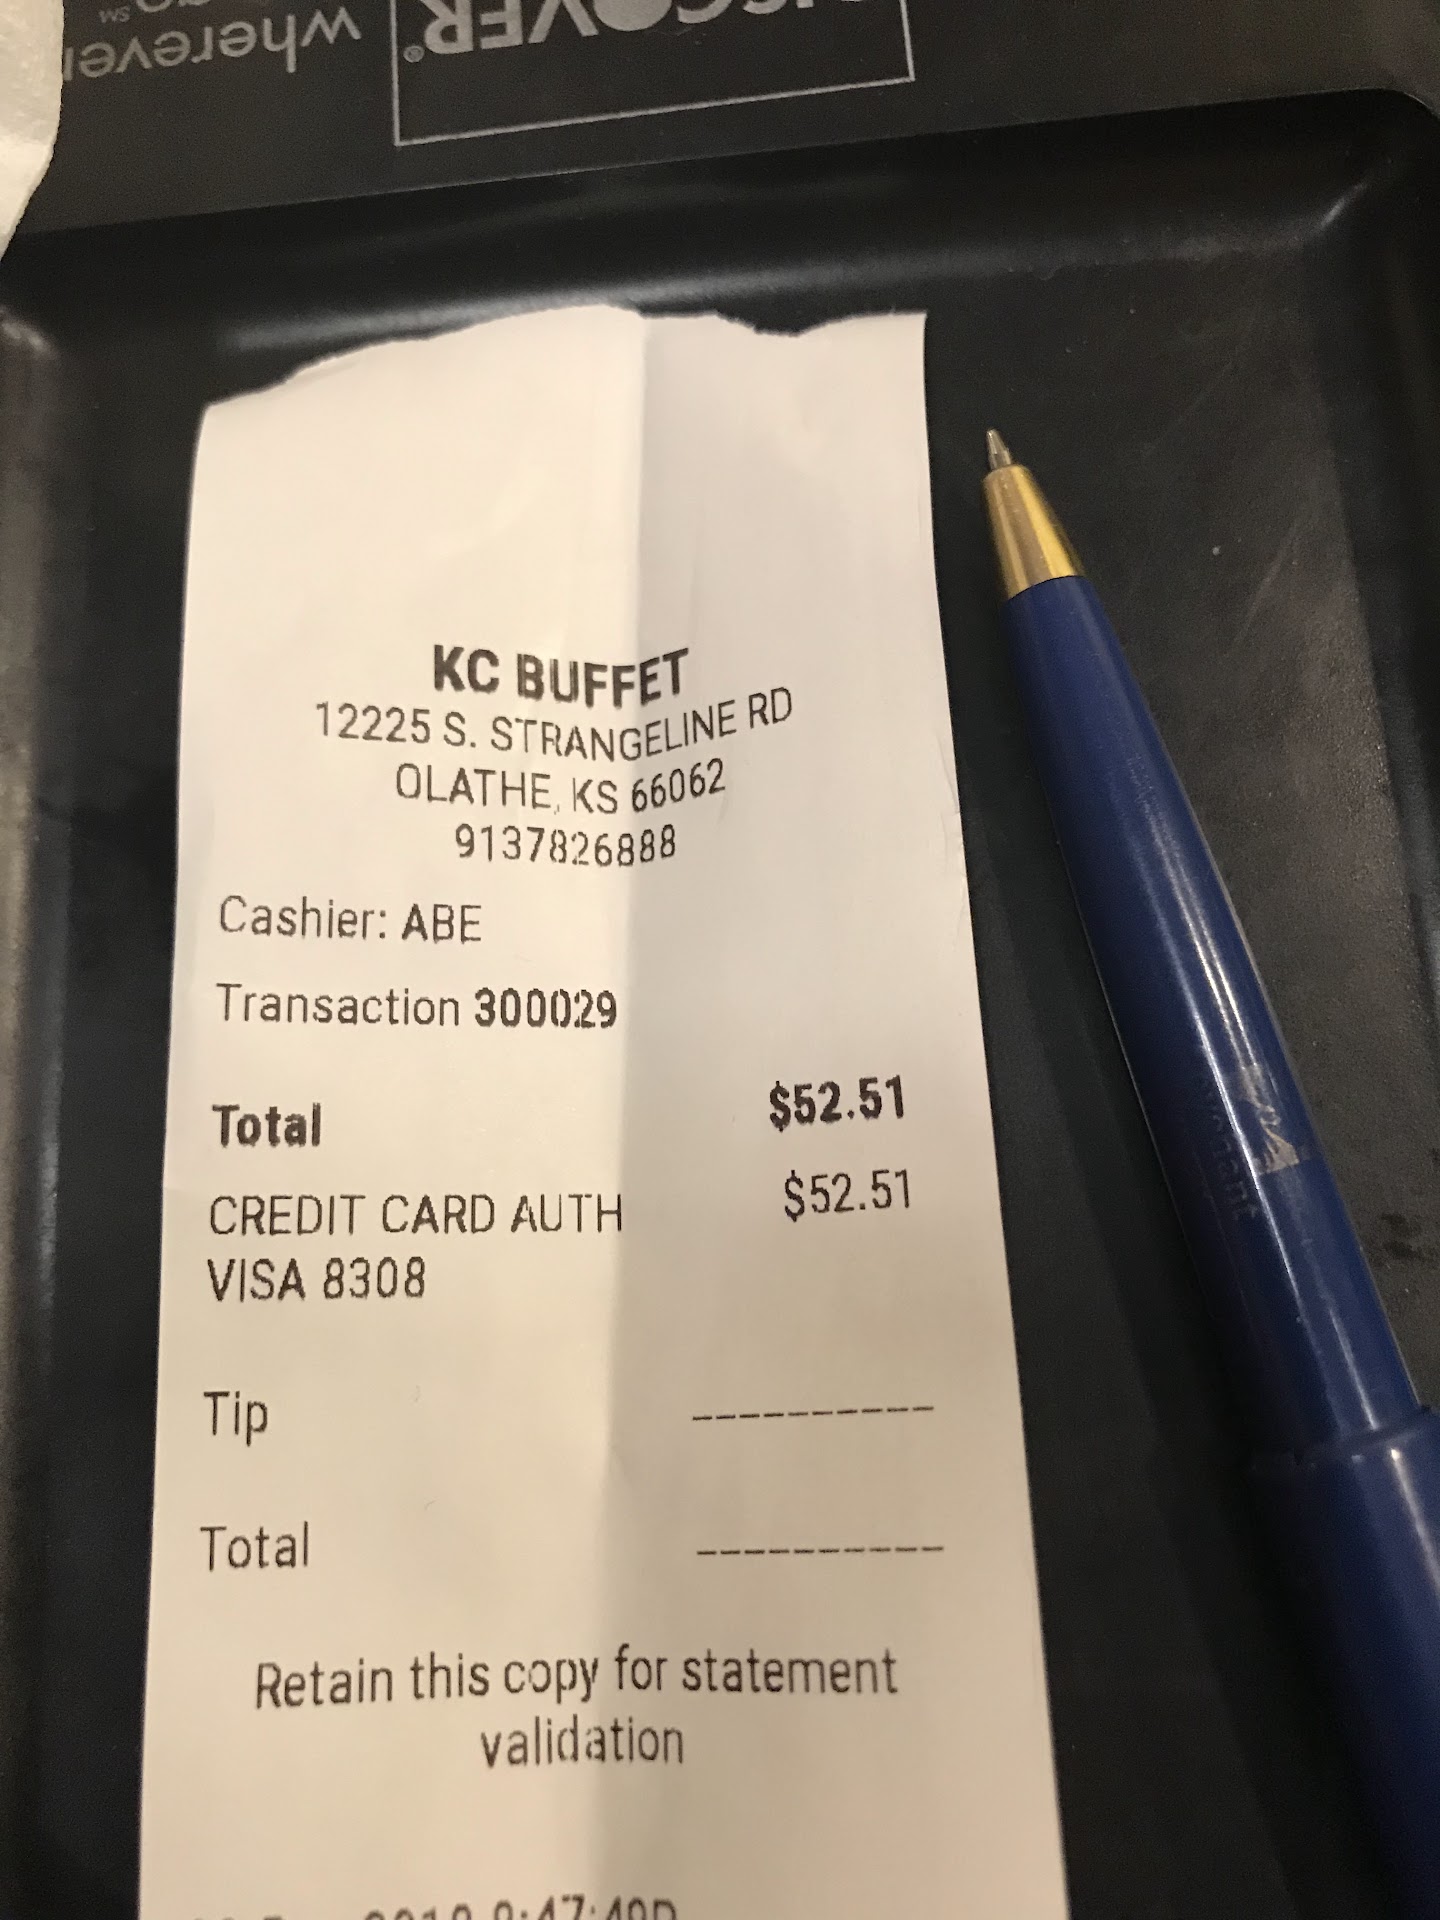 wherever
DISCOVER®
KC BUFFET
12225 S. STRANGELINE RD
OLATHE, KS 66062
9137826888
Cashier: ABE
Transaction 300029
Total $52.51
CREDIT CARD AUTH $52.51
VISA 8308
Tip ----------
Total ----------
Retain this copy for statement
validation